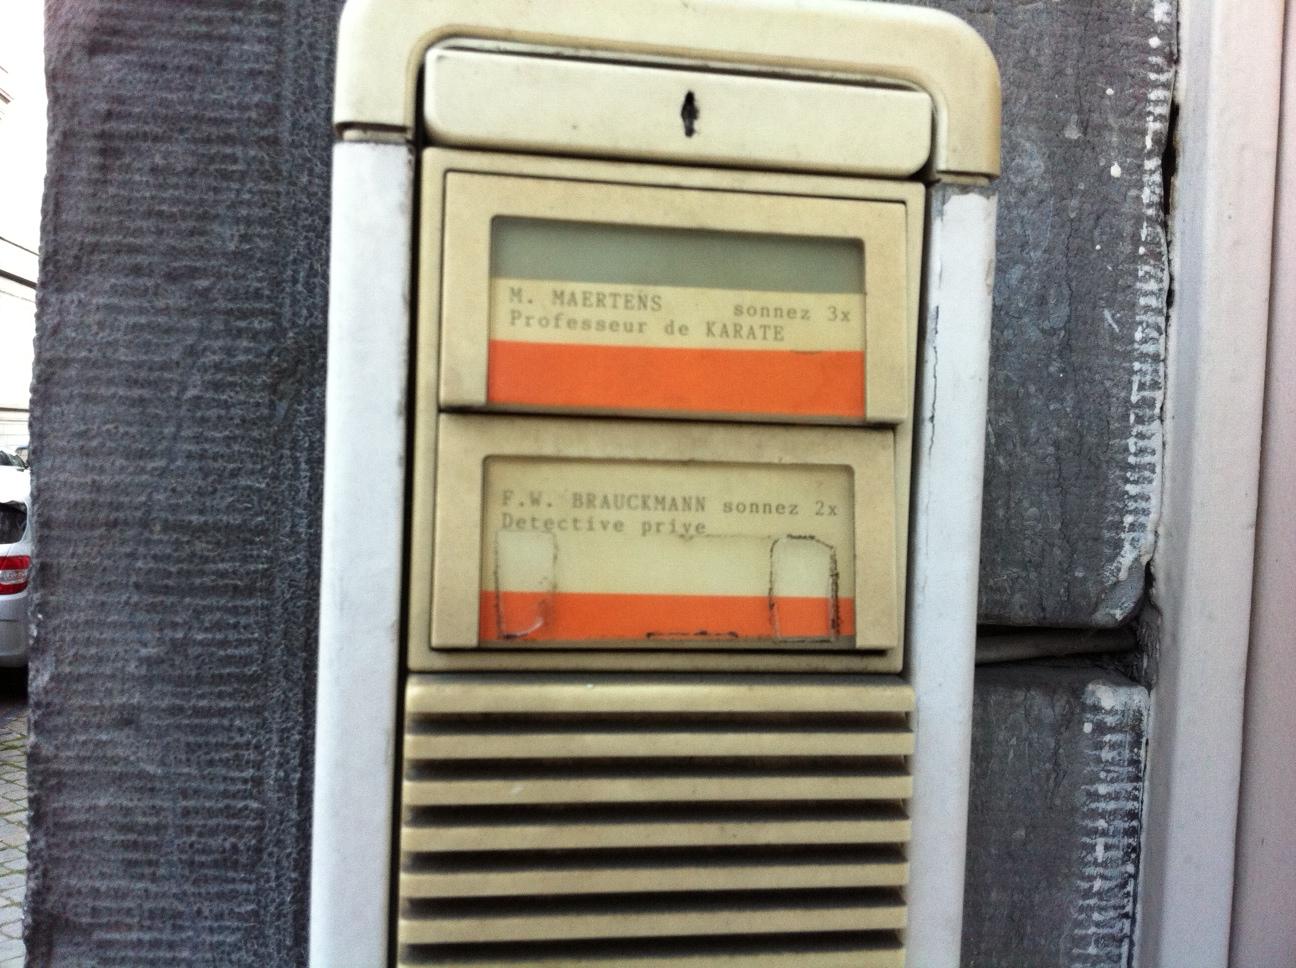 M. MAERTENS sonnez 3x
Professeur de KARATE
F.W. BRAUCKMANN sonnez 2x
Detective prive